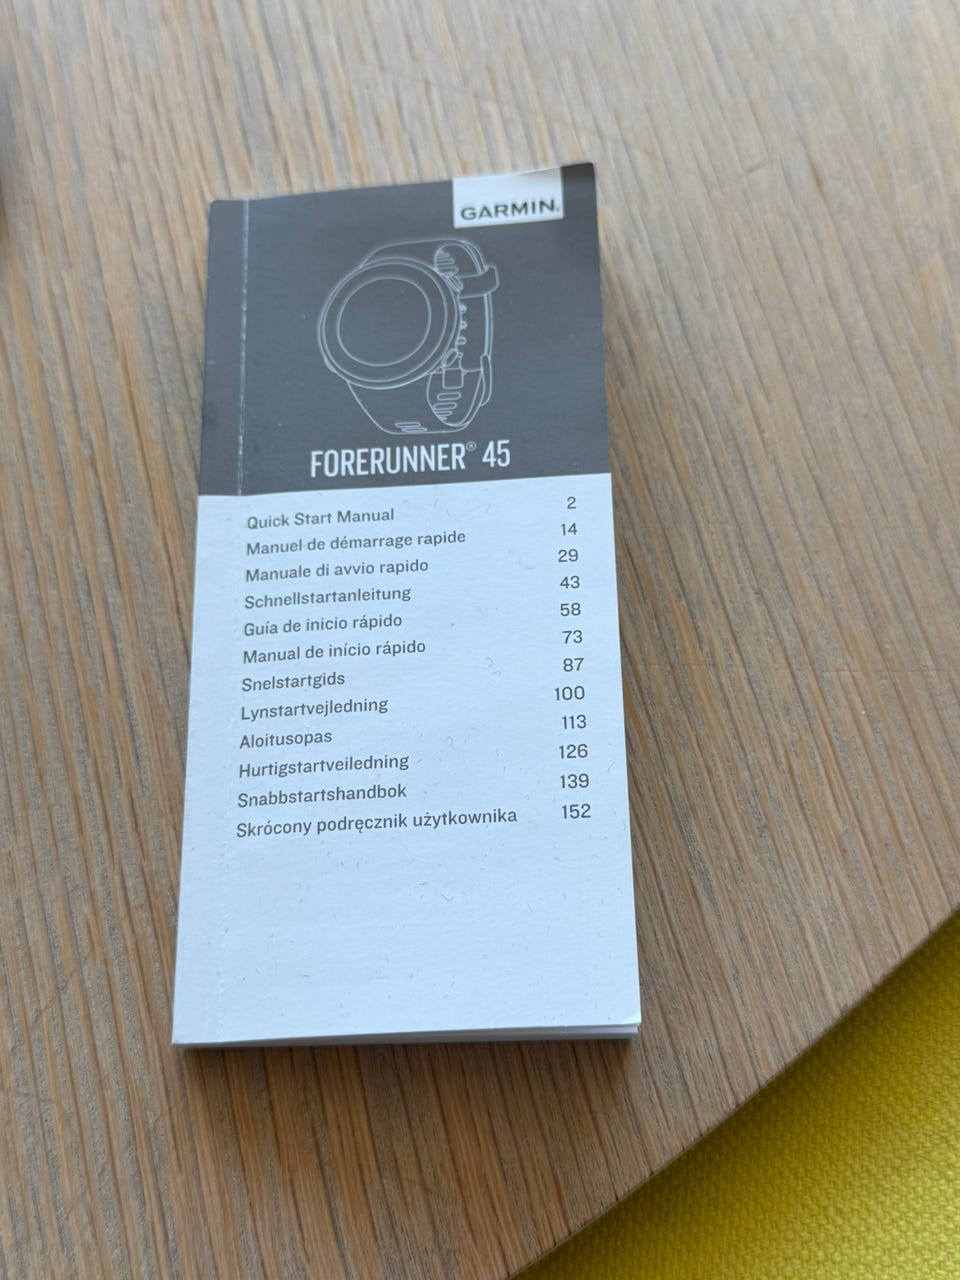 GARMIN®
FORERUNNER® 45
Quick Start Manual 2
Manuel de démarrage rapide 14
Manuale di avvio rapido 29
Schnellstartanleitung 43
Guía de inicio rápido 58
Manual de início rápido 73
Snelstartgids 87
Lynstartvejledning 100
Aloitusopas 113
Hurtigstartveiledning 126
Snabbstartshandbok 139
Skrócony podręcznik użytkownika 152